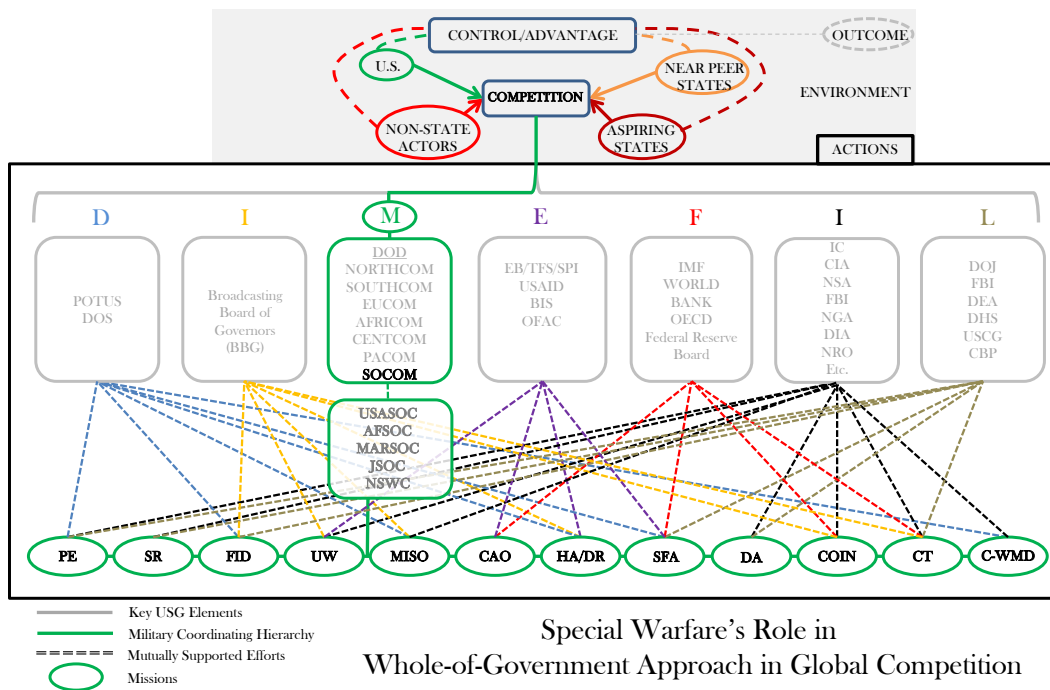 CONTROL/ADVANTAGE
OUTCOME
U.S.
NEAR PEER
STATES
COMPETITION
ENVIRONMENT
NON-STATE
ACTORS
ASPIRING
STATES
ACTIONS
D
I
M
E
F
I
L
POTUS
DOS
Broadcasting
Board of
Governors
(BBG)
DOD
NORTHCOM
SOUTHCOM
EUCOM
AFRICOM
CENTCOM
PACOM
SOCOM
EB/TFS/SPI
USAID
BIS
OFAC
IMF
WORLD
BANK
OECD
Federal Reserve
Board
IC
CIA
NSA
FBI
NGA
DIA
NRO
Etc.
DOJ
FBI
DEA
DHS
USCG
CBP
USASOC
AFSOC
MARSOC
JSOC
NSWC
PE
SR
FID
UW
MISO
CAO
HA/DR
SFA
DA
COIN
CT
C-WMD
Key USG Elements
Military Coordinating Hierarchy
Mutually Supported Efforts
Missions
Special Warfare’s Role in
Whole-of-Government Approach in Global Competition